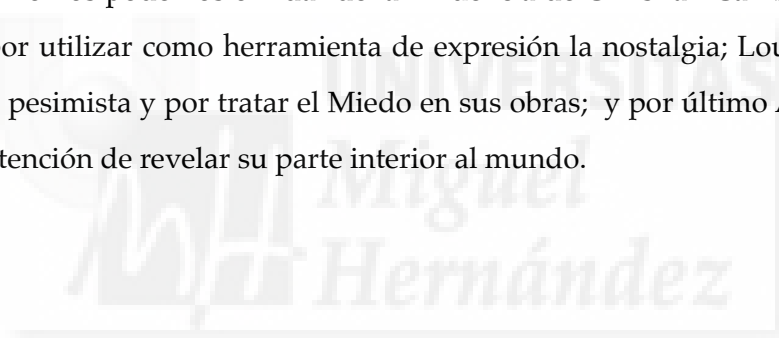 or utilizar como herramienta de expresión la nostalgia; Lou
pesimista y por tratar el Miedo en sus obras; y por último
tención de revelar su parte interior al mundo.
UNIVERSITAS
Miguel
Hernández